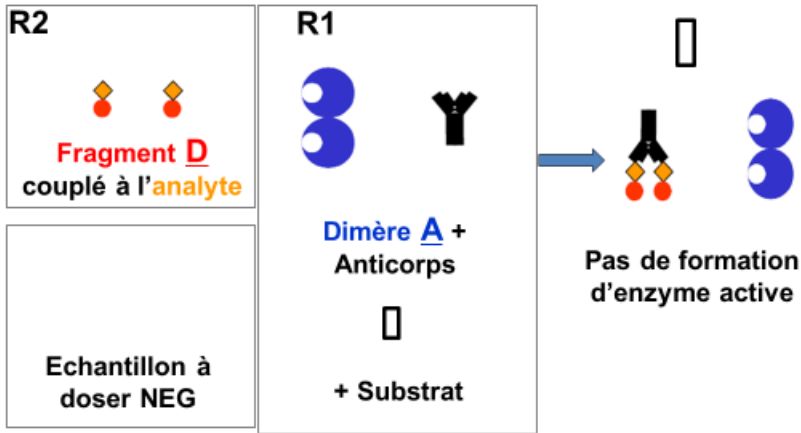 R2
Fragment D
couplé à l'analyte
Echantillon à
doser NEG
R1
Dimère A +
Anticorps
+ Substrat
Pas de formation
d'enzyme active